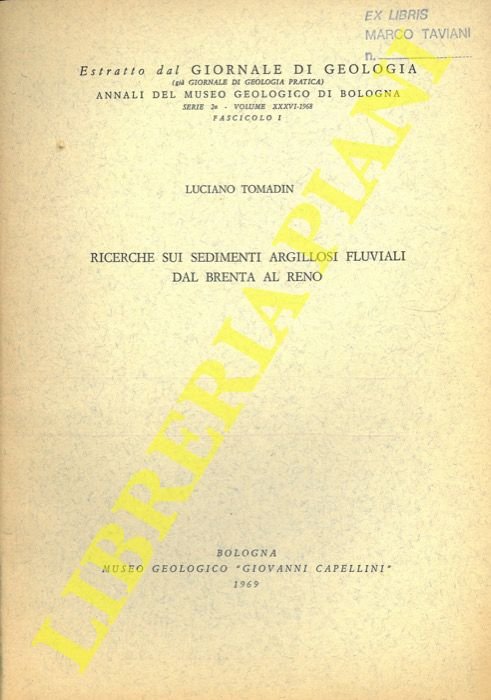 EX LIBRIS
MARCO TAVIANI
n.
Estratto dal GIORNALE DI GEOLOGIA
(già GIORNALE DI GEOLOGIA PRATICA)
ANNALI DEL MUSEO GEOLOGICO DI BOLOGNA
SERIE 2a - VOLUME XXXVI-1968
FASCICOLO I
LUCIANO TOMADIN
RICERCHE SUI SEDIMENTI ARGILLOSI FLUVIALI
DAL BRENTA AL RENO
BOLOGNA
MUSEO GEOLOGICO "GIOVANNI CAPELLINI"
1969
LIBRERIA PIANI